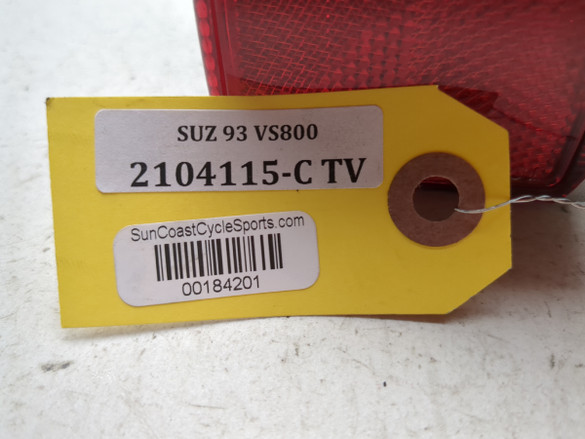 SUZ 93 VS800
2104115-C TV
SunCoastCycleSports.com
00184201